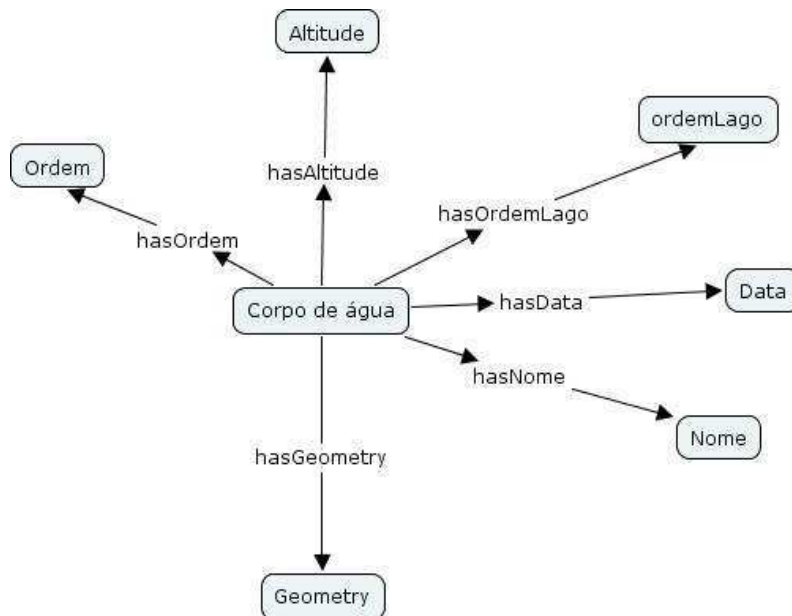 Altitude
ordemLago
Ordem
hasAltitude
hasOrdemLago
hasOrdem
Data
Corpo de água
hasData
hasNome
Nome
hasGeometry
Geometry